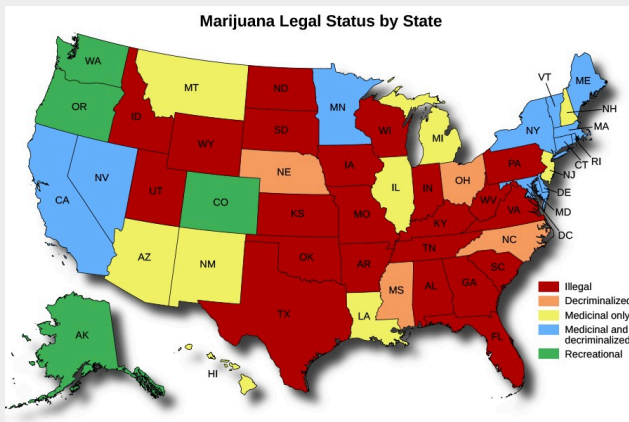 Marijuana Legal Status by State
WA
OR
CA
NV
ID
MT
WY
UT
AZ
CO
NM
ND
SD
NE
KS
OK
TX
MN
IA
MO
AR
LA
WI
IL
MI
IN
OH
KY
TN
MS
AL
GA
FL
SC
NC
VA
WV
PA
NY
VT
ME
NH
MA
RI
CT
NJ
DE
MD
DC
AK
HI
Illegal
Decriminalized
Medicinal only
Medicinal and
decriminalized
Recreational